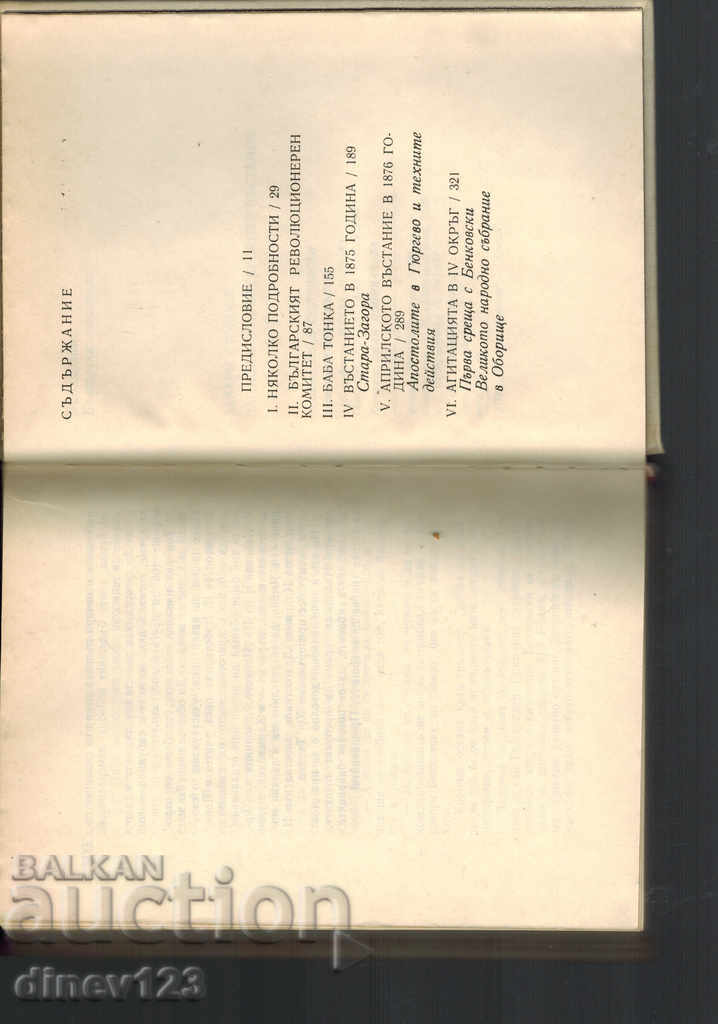 СЪДЪРЖАНИЕ
ПРЕДИСЛОВИЕ / 11
I. НЯКОЛКО ПОДРОБНОСТИ / 29
II. БЪЛГАРСКИЯТ РЕВОЛЮЦИОНЕРЕН
КОМИТЕТ / 87
III. БАБА ТОНКА / 155
IV ВЪСТАНИЕТО В 1875 ГОДИНА / 189
Стара-Загора
V. АПРИЛСКОТО ВЪСТАНИЕ В 1876 ГО-
ДИНА / 289
Апостолите в Гюргево и техните
действия
VI. АГИТАЦИЯТА В IV ОКРЪГ / 321
Първа среща с Бенковски
Великото народно събрание
в Оборище
BALKAN
auction
dinev123